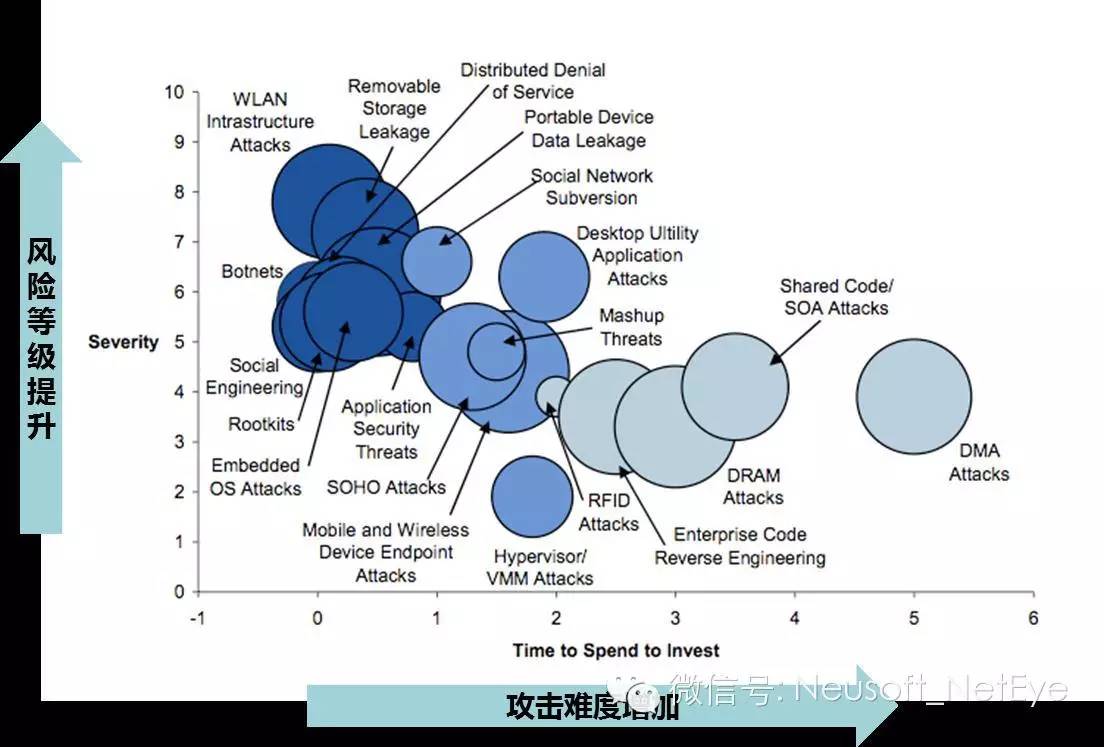 Distributed Denial
of Service
Removable
Storage
Leakage
WLAN
Intrastructure
Attacks
Portable Device
Data Leakage
Social Network
Subversion
Desktop Ultility
Application
Attacks
Botnets
Shared Code/
SOA Attacks
Mashup
Threats
Social
Engineering
Rootkits
Embedded
OS Attacks
Application
Security
Threats
SOHO Attacks
Mobile and Wireless
Device Endpoint
Attacks
Hypervisor/
VMM Attacks
RFID
Attacks
Enterprise Code
Reverse Engineering
DRAM
Attacks
DMA
Attacks
10
9
8
7
6
5
4
3
2
1
0
Severity
-1 0 1 2 3 4 5 6
Time to Spend to Invest
风险等级提升
攻击难度增加
微信号: Neusoft_NetEye